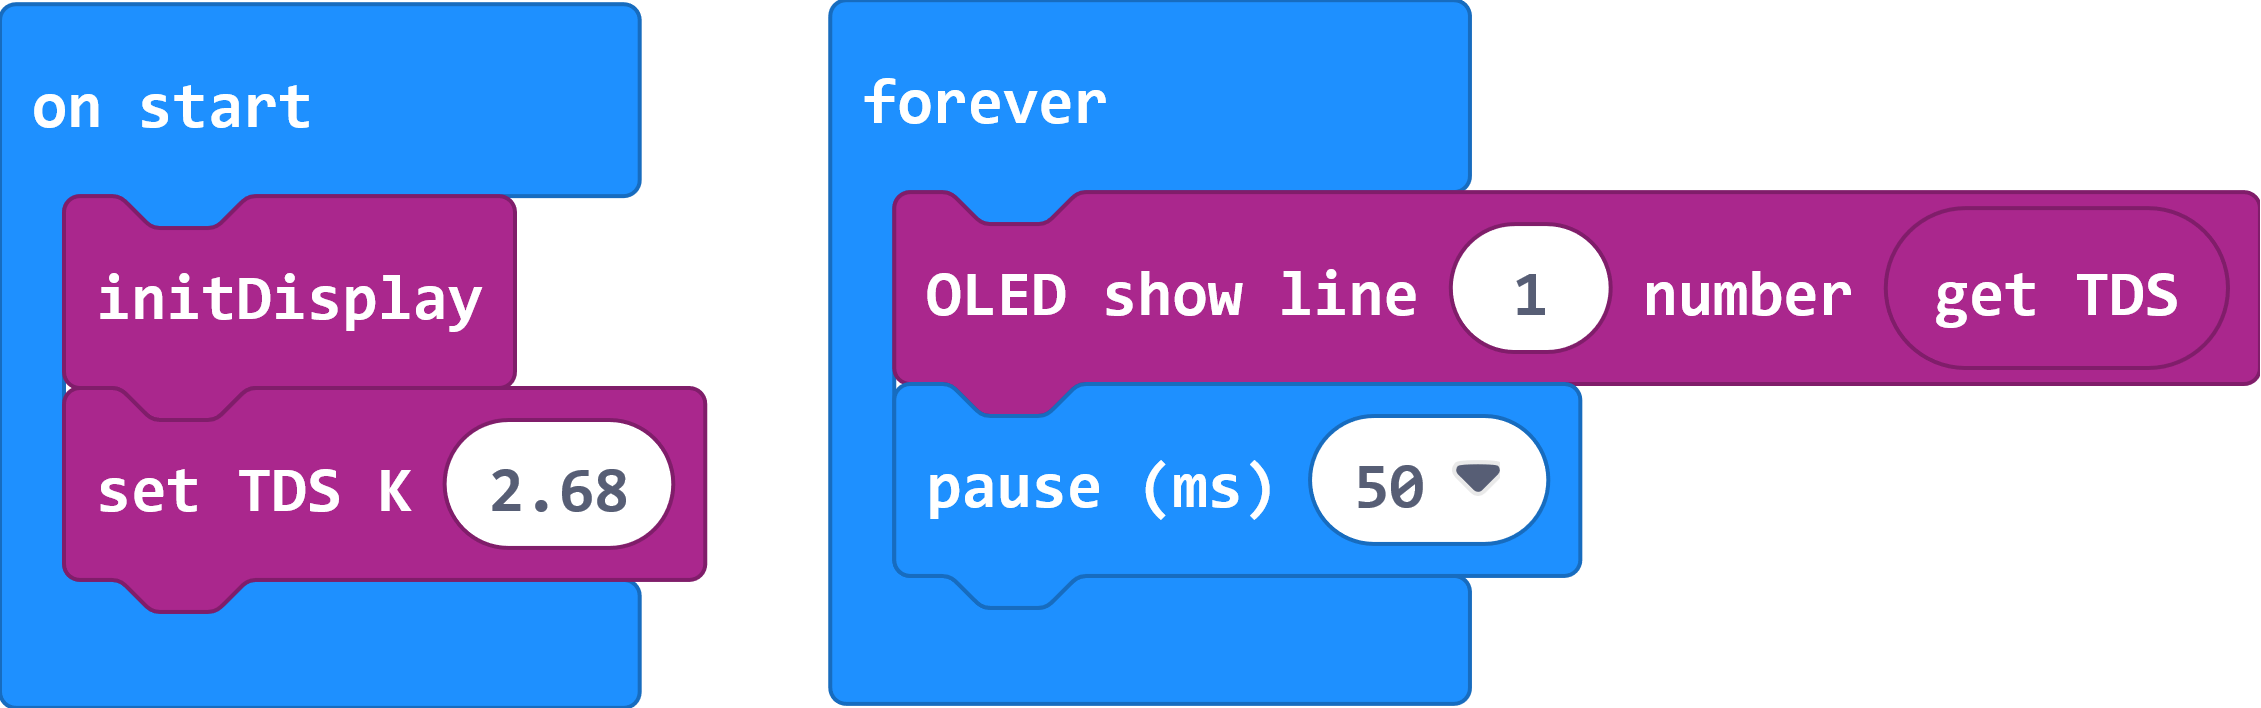 on start
initDisplay
set TDS K 2.68
forever
OLED show line 1 number get TDS
pause (ms) 50